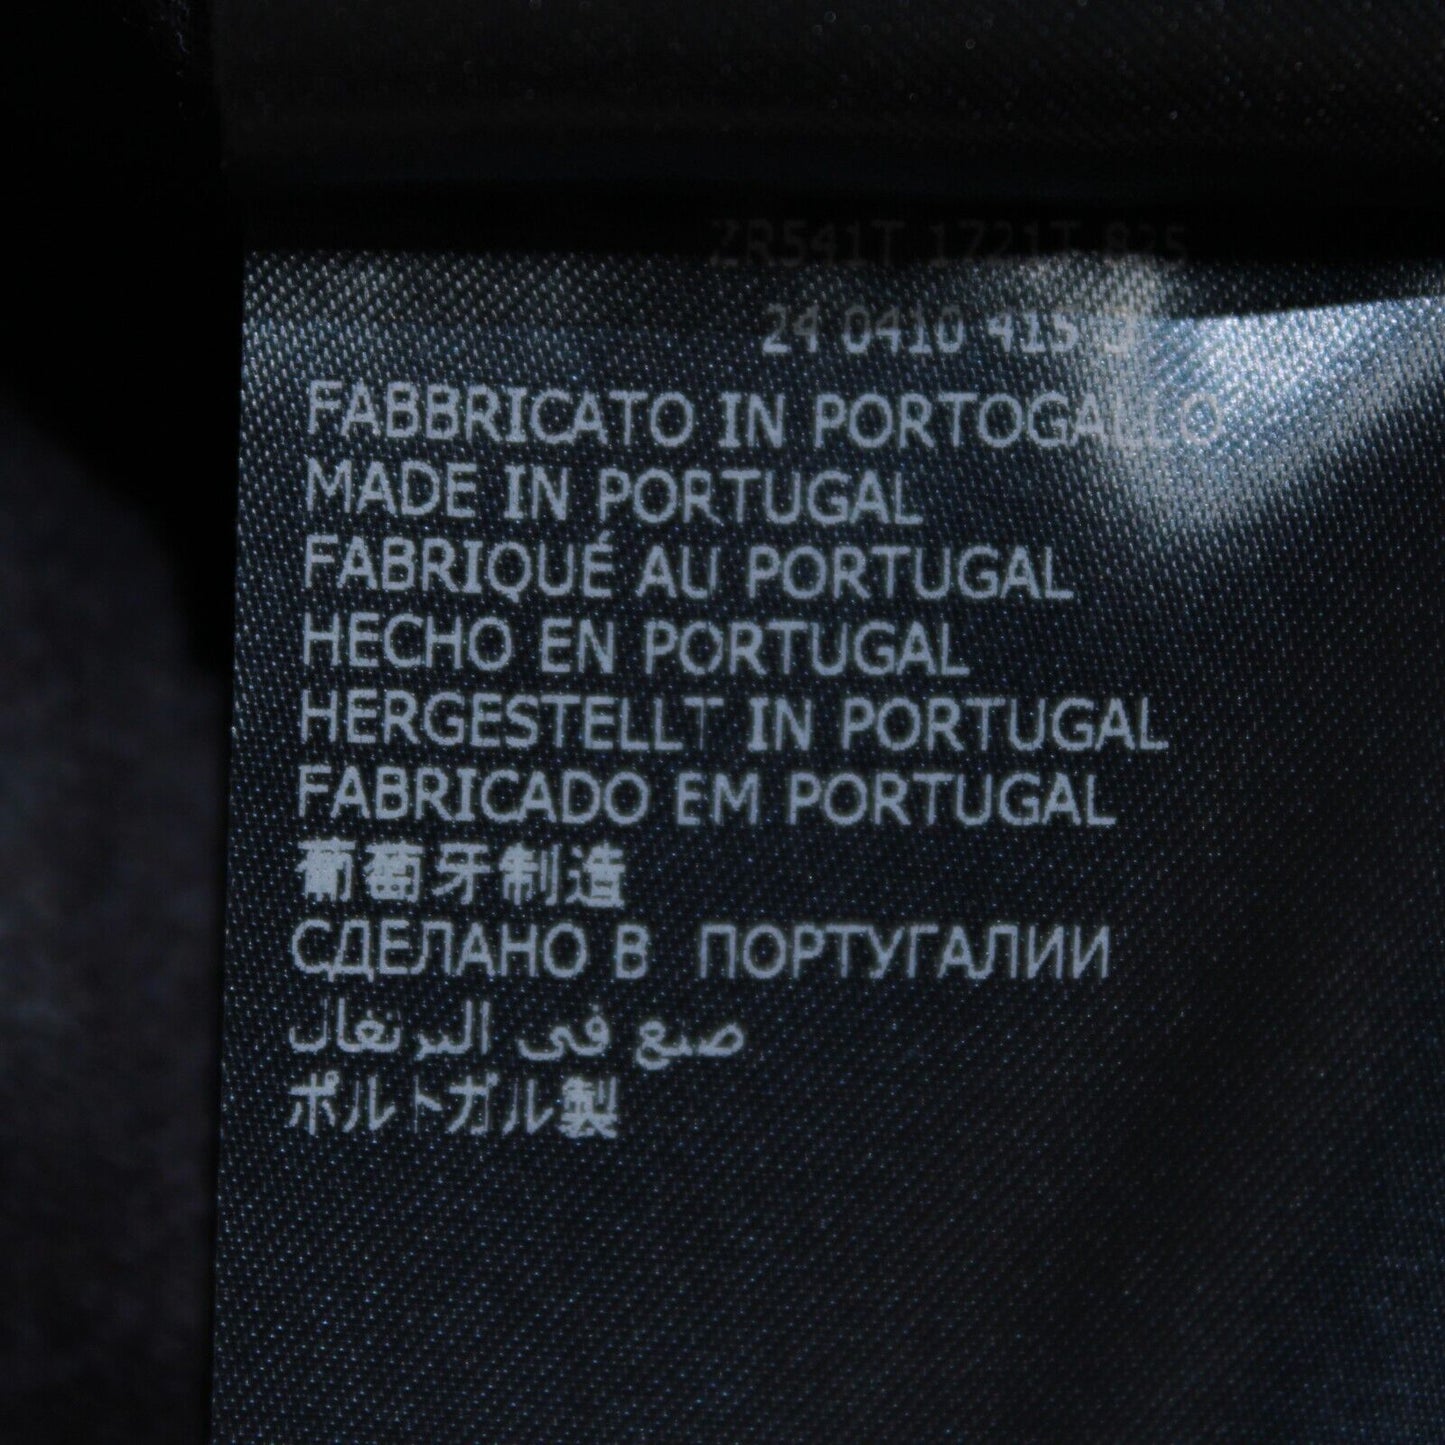 ZR541T 1721T 825
24 0410 415
FABBRICATO IN PORTOGALLO
MADE IN PORTUGAL
FABRIQUÉ AU PORTUGAL
HECHO EN PORTUGAL
HERGESTELLT IN PORTUGAL
FABRICADO EM PORTUGAL
葡萄牙制造
СДЕЛАНО В ПОРТУГАЛИИ
صنع في البرتغال
ポルトガル製